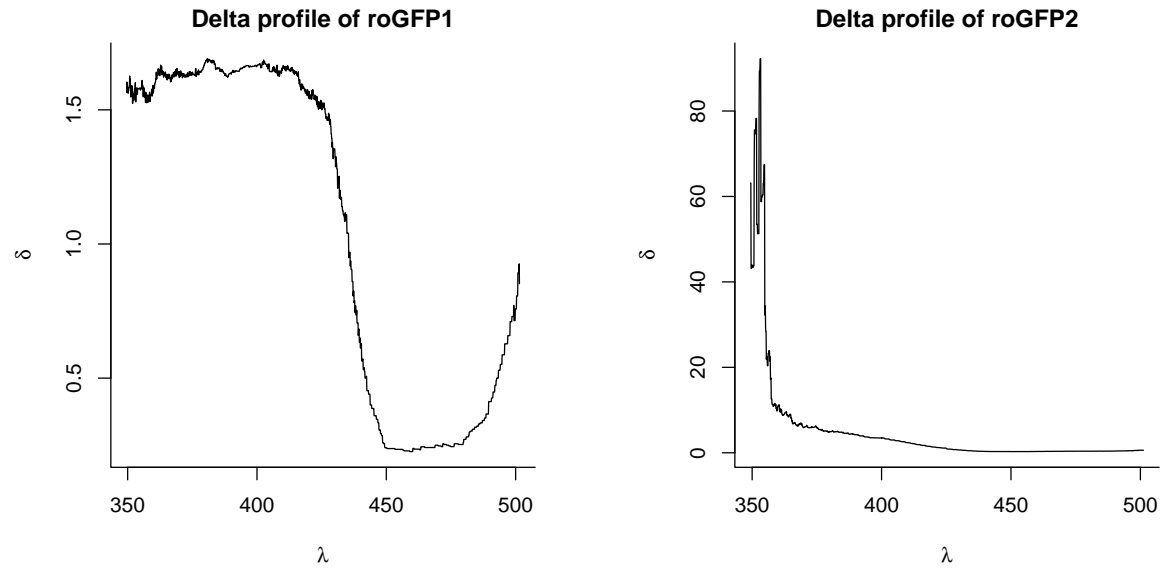 Delta profile of roGFP1
δ
1.5
1.0
0.5
350 400 450 500
λ
Delta profile of roGFP2
δ
80
60
40
20
0
350 400 450 500
λ